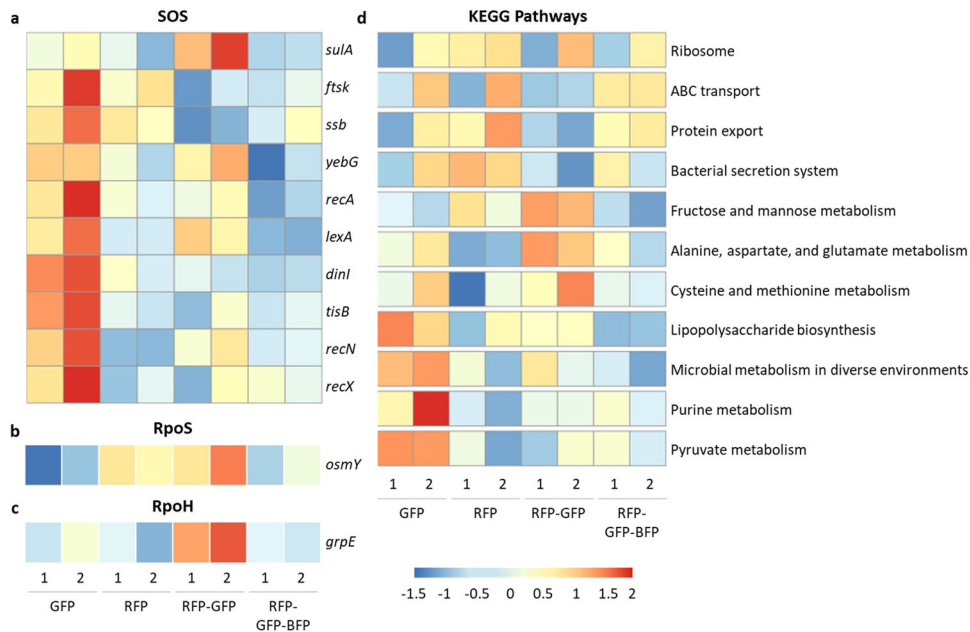 a
SOS
sulA
ftsk
ssb
yebG
recA
lexA
dinI
tisB
recN
recX
b
RpoS
osmY
c
RpoH
grpE
1 2 1 2 1 2 1 2
GFP RFP RFP-GFP RFP-
GFP-BFP
d
KEGG Pathways
Ribosome
ABC transport
Protein export
Bacterial secretion system
Fructose and mannose metabolism
Alanine, aspartate, and glutamate metabolism
Cysteine and methionine metabolism
Lipopolysaccharide biosynthesis
Microbial metabolism in diverse environments
Purine metabolism
Pyruvate metabolism
1 2 1 2 1 2 1 2
GFP RFP RFP-GFP RFP-
GFP-BFP
-1.5 -1 -0.5 0 0.5 1 1.5 2